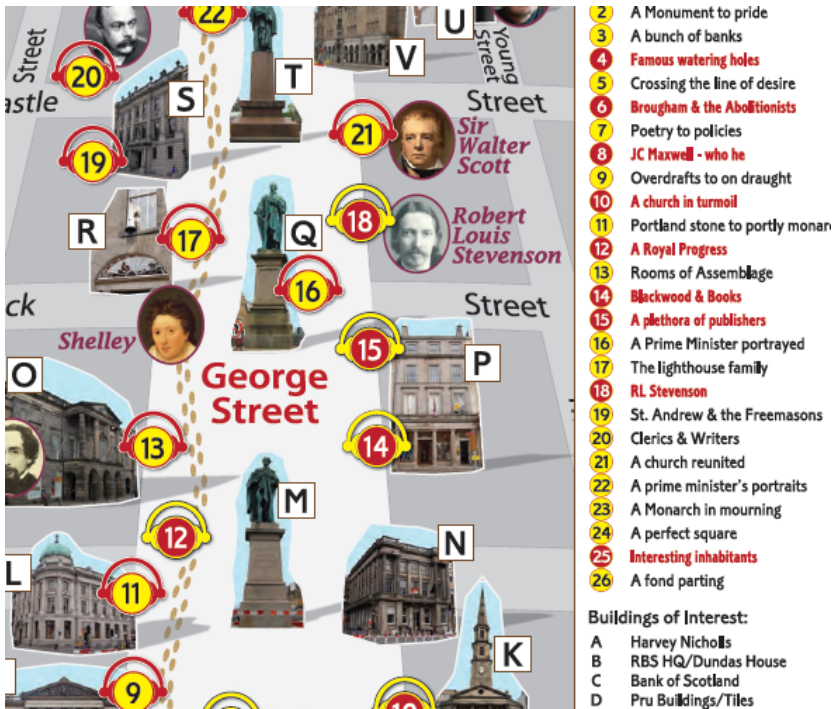 22
U
Young
Street
V
T
Street
20
S
astle
Street
19
21
Sir
Walter
Scott
R
17
Q
18
Robert
Louis
Stevenson
16
ck
Street
Shelley
15
P
O
George
Street
13
14
M
12
N
L
11
K
9
2 A Monument to pride
3 A bunch of banks
4 Famous watering holes
5 Crossing the line of desire
6 Brougham & the Abolitionists
7 Poetry to policies
8 JC Maxwell - who he
9 Overdrafts to on draught
10 A church in turmoil
11 Portland stone to portly monar
12 A Royal Progress
13 Rooms of Assemblage
14 Blackwood & Books
15 A plethora of publishers
16 A Prime Minister portrayed
17 The lighthouse family
18 RL Stevenson
19 St. Andrew & the Freemasons
20 Clerics & Writers
21 A church reunited
22 A prime minister's portraits
23 A Monarch in mourning
24 A perfect square
25 Interesting inhabitants
26 A fond parting
Buildings of Interest:
A Harvey Nicholls
B RBS HQ/Dundas House
C Bank of Scotland
D Pru Buildings/Tiles